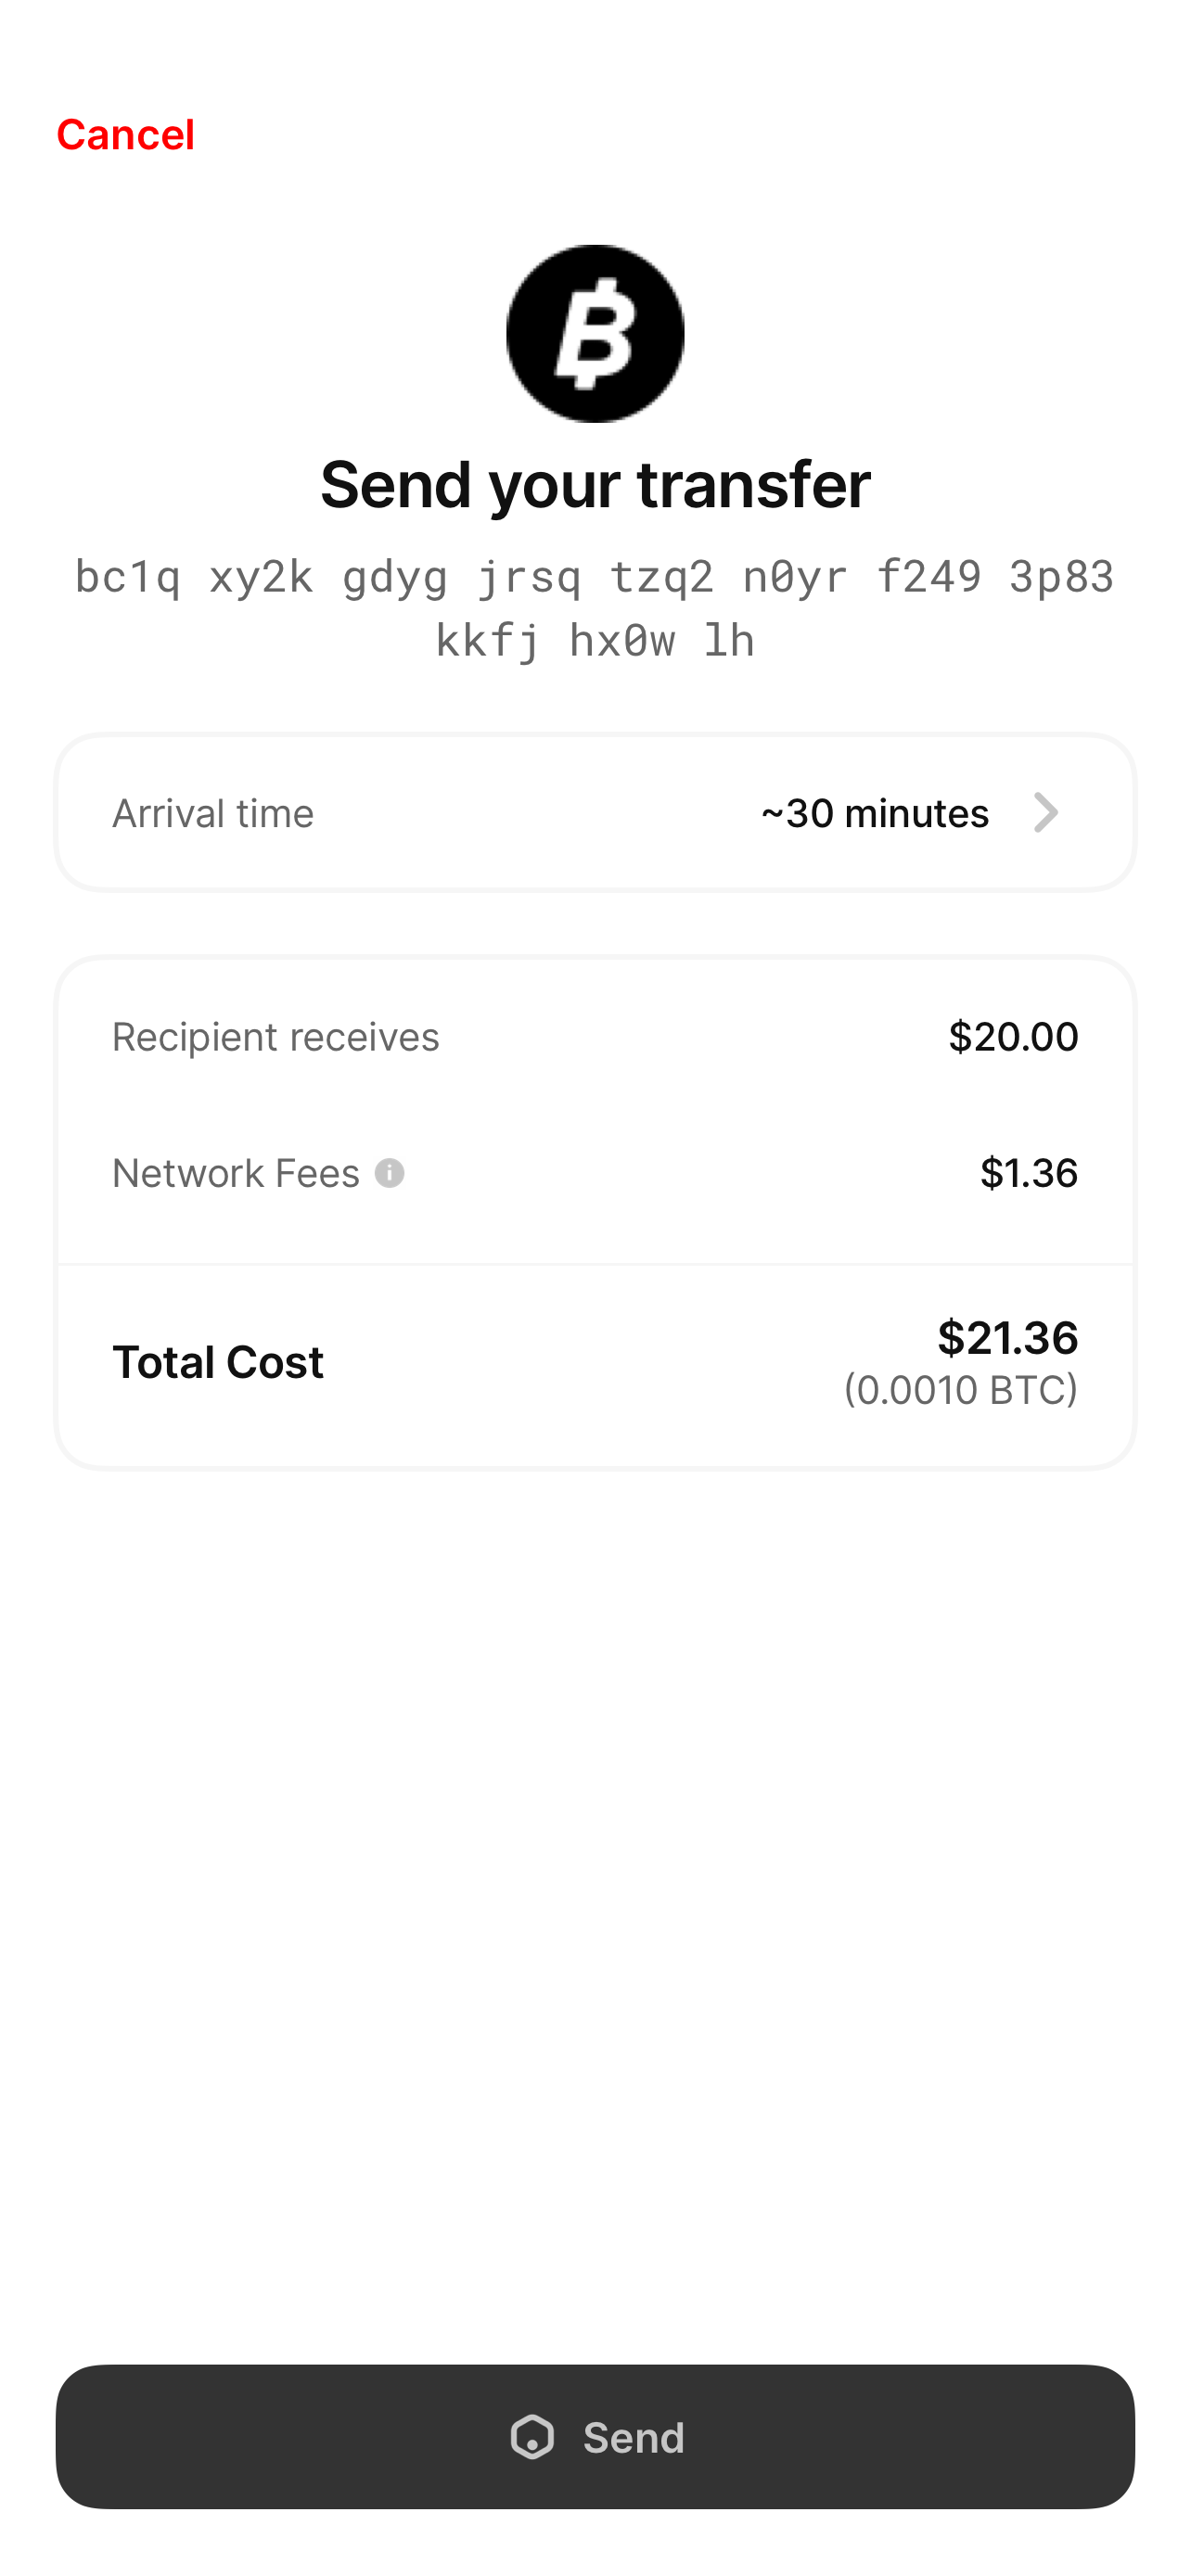 Cancel
Send your transfer
bc1q xy2k gdyg jrsq tzq2 n0yr f249 3p83
kkfj hx0w lh
Arrival time ~30 minutes
Recipient receives $20.00
Network Fees $1.36
Total Cost $21.36
(0.0010 BTC)
Send